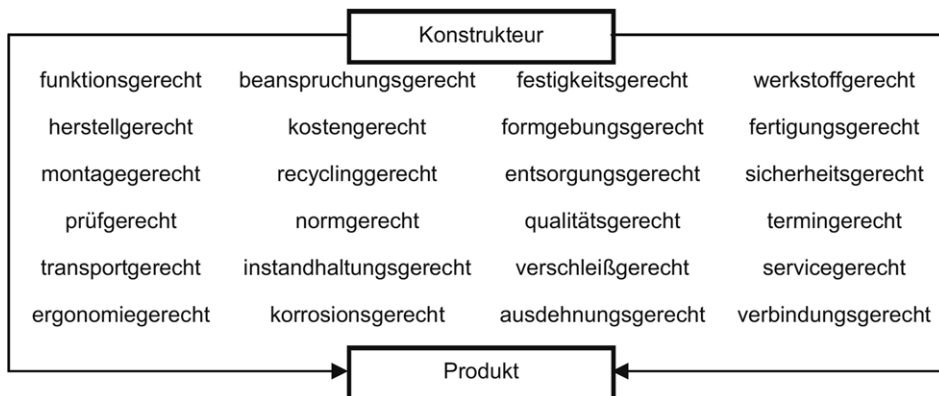 Konstrukteur
funktionsgerecht beanspruchungsgerecht festigkeitsgerecht werkstoffgerecht
herstellgerecht kostengerecht formgebungsgerecht fertigungsgerecht
montagegerecht recyclinggerecht entsorgungsgerecht sicherheitsgerecht
prüfgerecht normgerecht qualitätsgerecht termingerecht
transportgerecht instandhaltungsgerecht verschleißgerecht servicegerecht
ergonomiegerecht korrosionsgerecht ausdehnungsgerecht verbindungsgerecht
Produkt